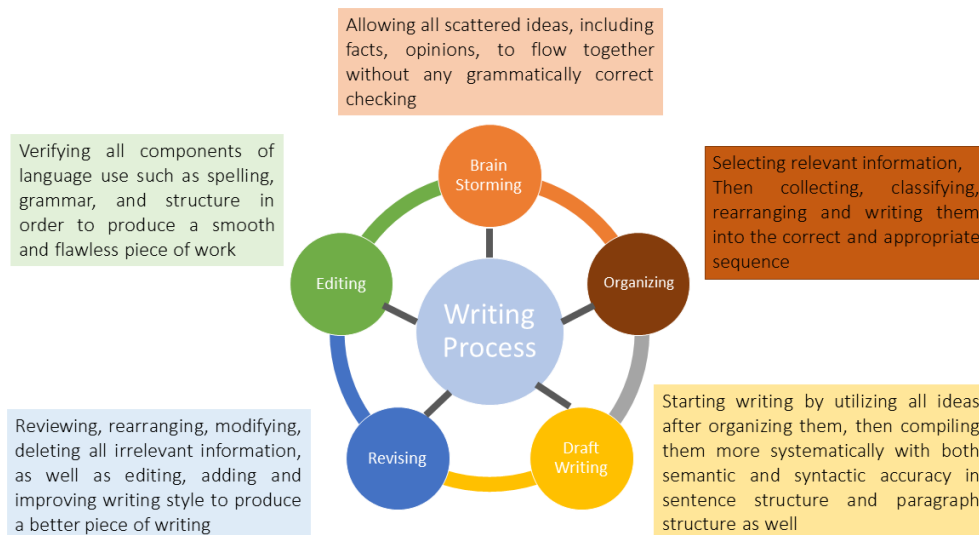 Allowing all scattered ideas, including
facts, opinions, to flow together
without any grammatically correct
checking
Brain
Storming
Verifying all components of
language use such as spelling,
grammar, and structure in
order to produce a smooth
and flawless piece of work
Selecting relevant information,
Then collecting, classifying,
rearranging and writing them
into the correct and appropriate
sequence
Editing
Organizing
Writing
Process
Reviewing, rearranging, modifying,
deleting all irrelevant information,
as well as editing, adding and
improving writing style to produce
a better piece of writing
Revising
Draft
Writing
Starting writing by utilizing all ideas
after organizing them, then compiling
them more systematically with both
semantic and syntactic accuracy in
sentence structure and paragraph
structure as well